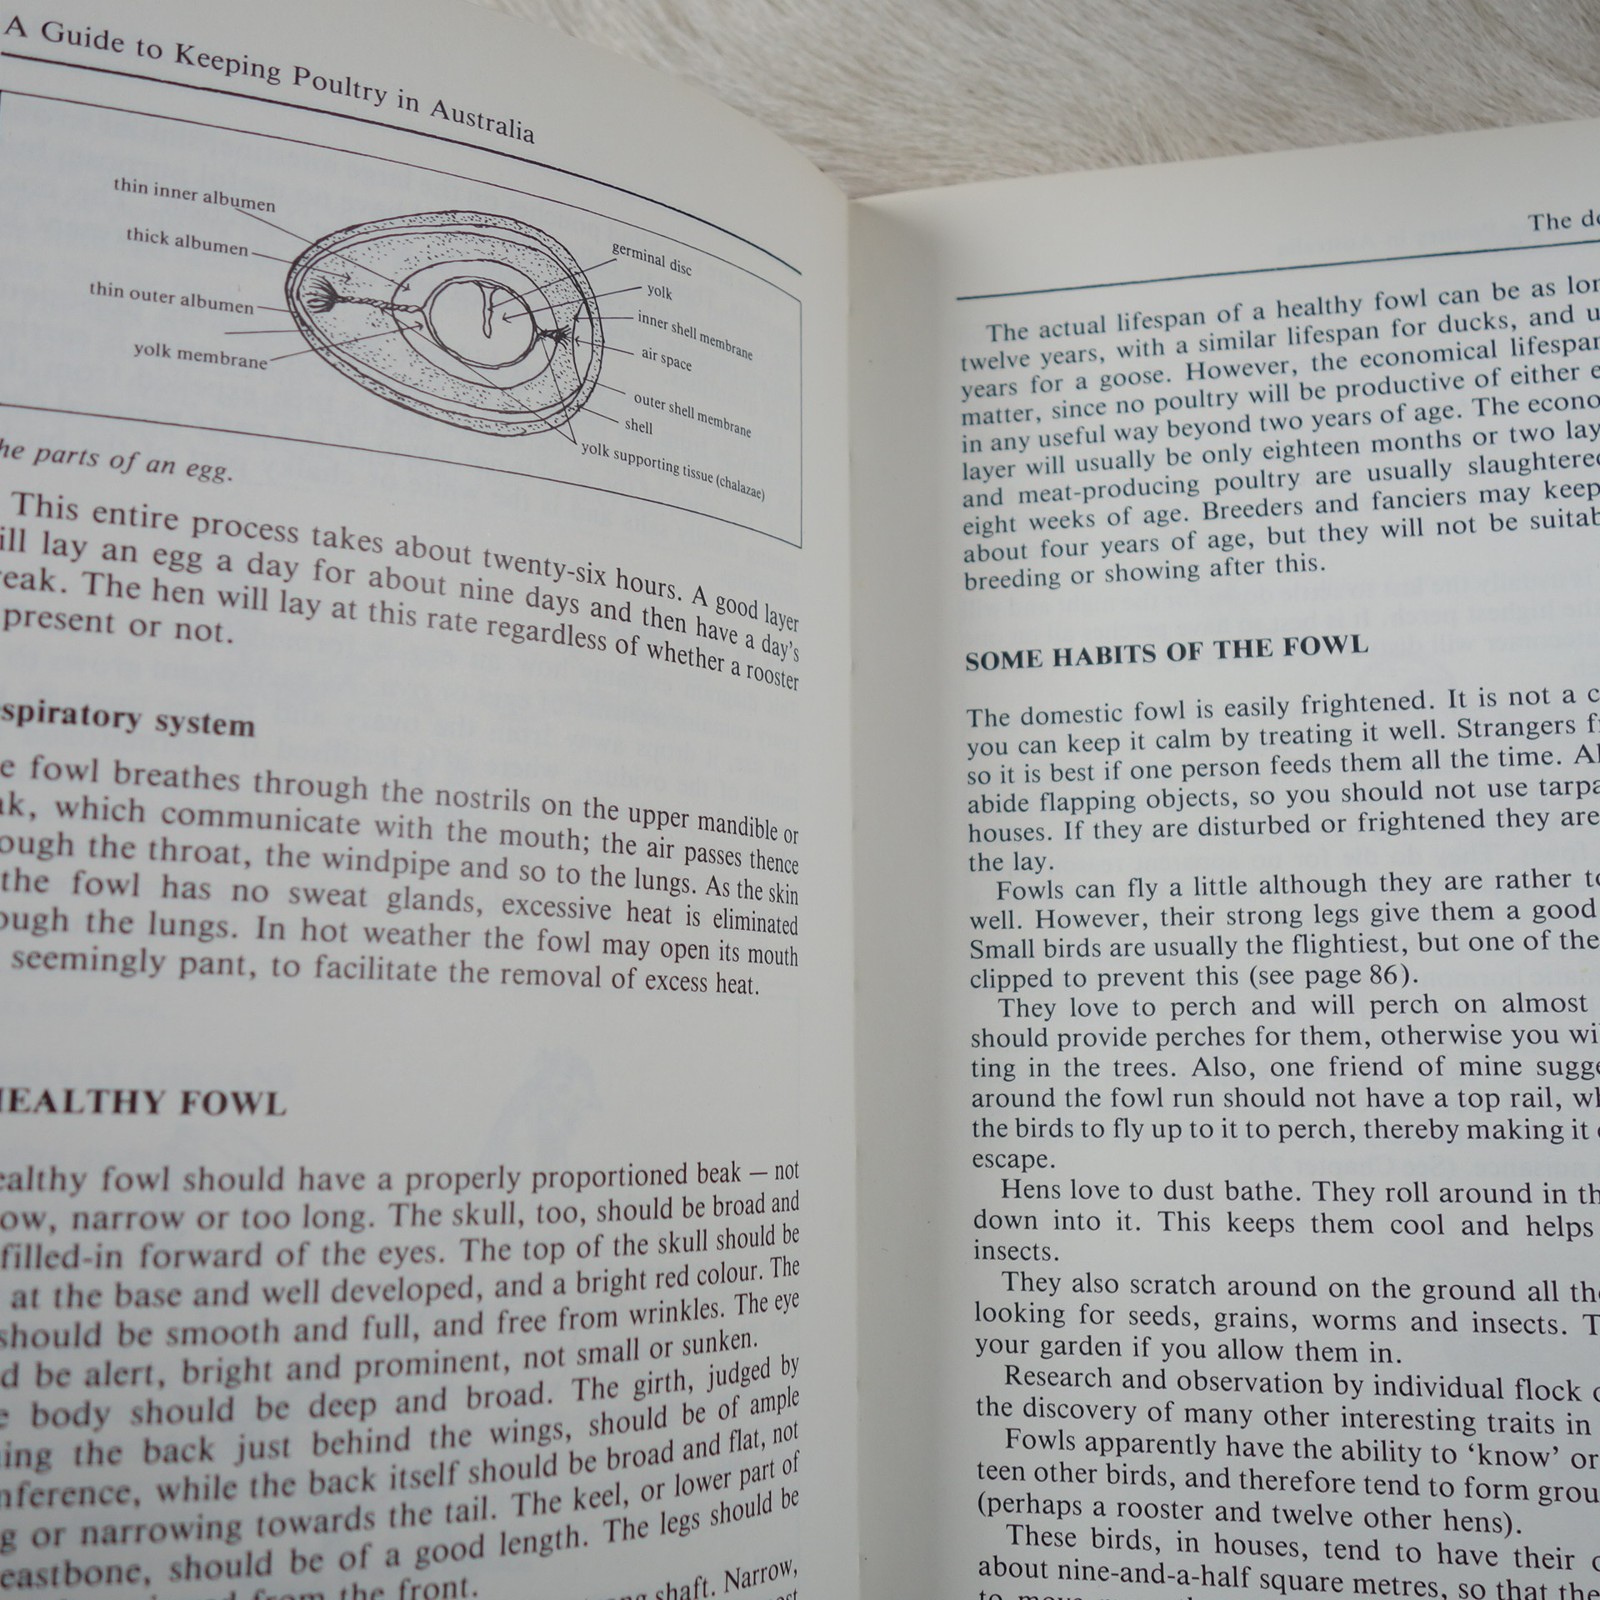 A Guide to Keeping Poultry in Australia
thin inner albumen
thick albumen
thin outer albumen
yolk membrane
germinal disc
yolk
inner shell membrane
air space
outer shell membrane
shell
yolk supporting tissue (chalazae)
parts of an egg.
This entire process takes about twenty-six hours. A good layer
lay an egg a day for about nine days and then have a day's
The hen will lay at this rate regardless of whether a rooster
present or not.
system
fowl breathes through the nostrils on the upper mandible or
which communicate with the mouth; the air passes thence
the throat, the windpipe and so to the lungs. As the skin
the fowl has no sweat glands, excessive heat is eliminated
the lungs. In hot weather the fowl may open its mouth
seemingly pant, to facilitate the removal of excess heat.
HEALTHY FOWL
fowl should have a properly proportioned beak — not
narrow or too long. The skull, too, should be broad and
filled-in forward of the eyes. The top of the skull should be
at the base and well developed, and a bright red colour. The
should be smooth and full, and free from wrinkles. The eye
be alert, bright and prominent, not small or sunken.
body should be deep and broad. The girth, judged by
the back just behind the wings, should be of ample
while the back itself should be broad and flat, not
or narrowing towards the tail. The keel, or lower part of
should be of a good length. The legs should be
from the front.
shaft. Narrow,
The
The actual lifespan of a healthy fowl can be as
twelve years, with a similar lifespan for ducks, and
years for a goose. However, the economical lifespan
matter, since no poultry will be productive of either
in any useful way beyond two years of age. The
layer will usually be only eighteen months or two
and meat-producing poultry are usually slaughtered
eight weeks of age. Breeders and fanciers may keep
about four years of age, but they will not be
breeding or showing after this.
SOME HABITS OF THE FOWL
The domestic fowl is easily frightened. It is not a
you can keep it calm by treating it well. Strangers
so it is best if one person feeds them all the time.
abide flapping objects, so you should not use
houses. If they are disturbed or frightened they are
the lay.
Fowls can fly a little although they are rather
well. However, their strong legs give them a good
Small birds are usually the flightiest, but one of the
clipped to prevent this (see page 86).
They love to perch and will perch on almost
should provide perches for them, otherwise you
ting in the trees. Also, one friend of mine
around the fowl run should not have a top rail,
the birds to fly up to it to perch, thereby making it
escape.
Hens love to dust bathe. They roll around in
down into it. This keeps them cool and helps
insects.
They also scratch around on the ground all
looking for seeds, grains, worms and insects.
your garden if you allow them in.
Research and observation by individual flock
the discovery of many other interesting traits in
Fowls apparently have the ability to ‘know’ or
teen other birds, and therefore tend to form
(perhaps a rooster and twelve other hens).
These birds, in houses, tend to have their
about nine-and-a-half square metres, so that